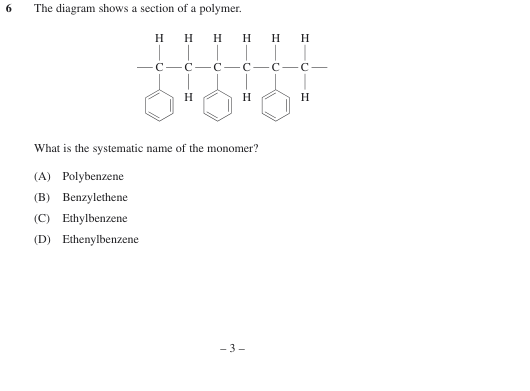 6 The diagram shows a section of a polymer.
H H H H H H
C C C C C C
H H H
What is the systematic name of the monomer?
(A) Polybenzene
(B) Benzylethene
(C) Ethylbenzene
(D) Ethenylbenzene
– 3 –